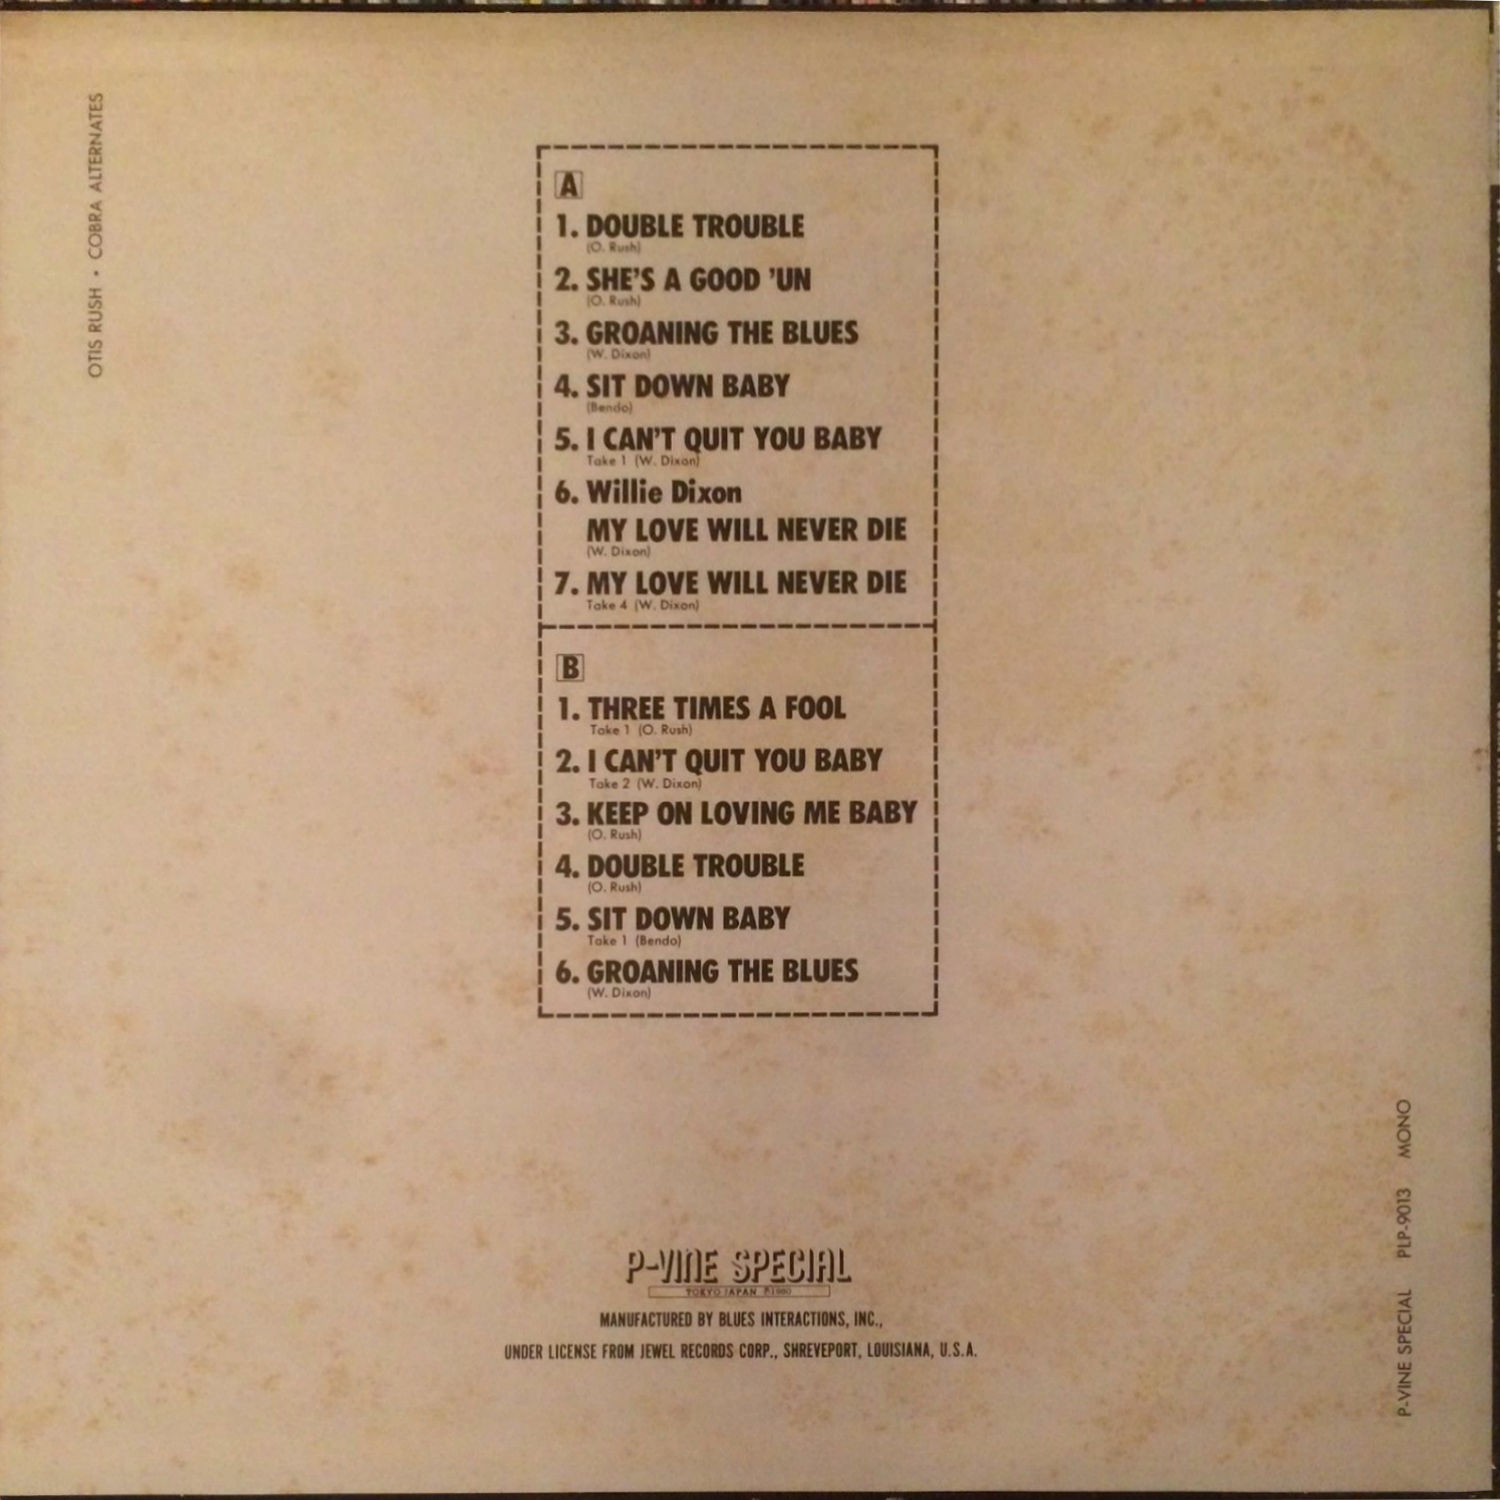 OTIS RUSH • COBRA ALTERNATES
A
1. DOUBLE TROUBLE
(O. Rush)
2. SHE'S A GOOD 'UN
(O. Rush)
3. GROANING THE BLUES
(W. Dixon)
4. SIT DOWN BABY
(Bendo)
5. I CAN'T QUIT YOU BABY
Take 1 (W. Dixon)
6. Willie Dixon
MY LOVE WILL NEVER DIE
(W. Dixon)
7. MY LOVE WILL NEVER DIE
Take 4 (W. Dixon)
B
1. THREE TIMES A FOOL
Take 1 (O. Rush)
2. I CAN'T QUIT YOU BABY
Take 2 (W. Dixon)
3. KEEP ON LOVING ME BABY
(O. Rush)
4. DOUBLE TROUBLE
(O. Rush)
5. SIT DOWN BABY
Take 1 (Bendo)
6. GROANING THE BLUES
(W. Dixon)
P-VINE SPECIAL
TOKYO JAPAN ℗1980
MANUFACTURED BY BLUES INTERACTIONS, INC.,
UNDER LICENSE FROM JEWEL RECORDS CORP., SHREVEPORT, LOUISIANA, U.S.A.
P-VINE SPECIAL PLP-9013 MONO